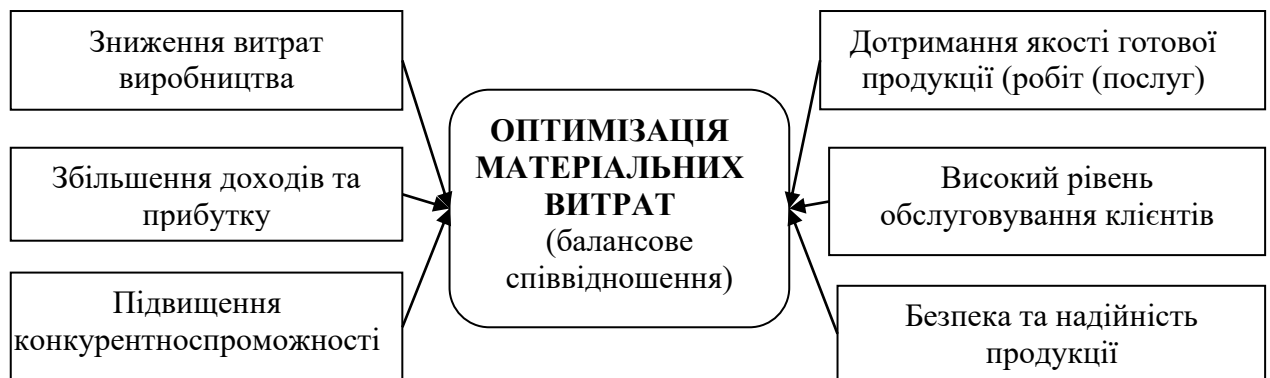 Зниження витрат
виробництва
Збільшення доходів та
прибутку
Підвищення
конкурентноспроможності
ОПТИМІЗАЦІЯ
МАТЕРІАЛЬНИХ
ВИТРАТ
(балансове
співвідношення)
Дотримання якості готової
продукції (робіт (послуг)
Високий рівень
обслуговування клієнтів
Безпека та надійність
продукції